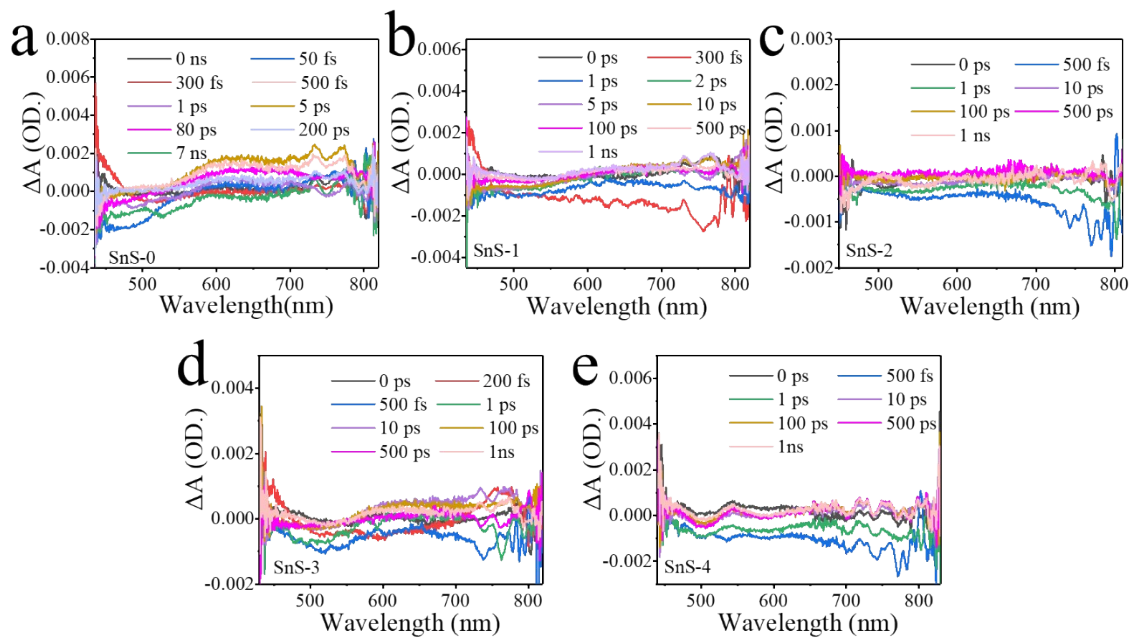 a
ΔA (OD.)
0.008
0.006
0.004
0.002
0.000
-0.002
-0.004
0 ns
50 fs
300 fs
500 fs
1 ps
5 ps
80 ps
200 ps
7 ns
SnS-0
500
600
700
800
Wavelength(nm)
b
ΔA (OD.)
0.006
0.004
0.002
0.000
-0.002
-0.004
0 ps
300 fs
1 ps
2 ps
5 ps
10 ps
100 ps
500 ps
1 ns
SnS-1
500
600
700
800
Wavelength (nm)
c
ΔA (OD.)
0.003
0.002
0.001
0.000
-0.001
-0.002
0 ps
500 fs
1 ps
10 ps
100 ps
500 ps
1 ns
SnS-2
500
600
700
800
Wavelength (nm)
d
ΔA (OD.)
0.004
0.002
0.000
-0.002
0 ps
200 fs
500 fs
1 ps
10 ps
100 ps
500 ps
1ns
SnS-3
500
600
700
800
Wavelength (nm)
e
ΔA (OD.)
0.006
0.004
0.002
0.000
-0.002
0 ps
500 fs
1 ps
10 ps
100 ps
500 ps
1ns
SnS-4
500
600
700
800
Wavelength (nm)